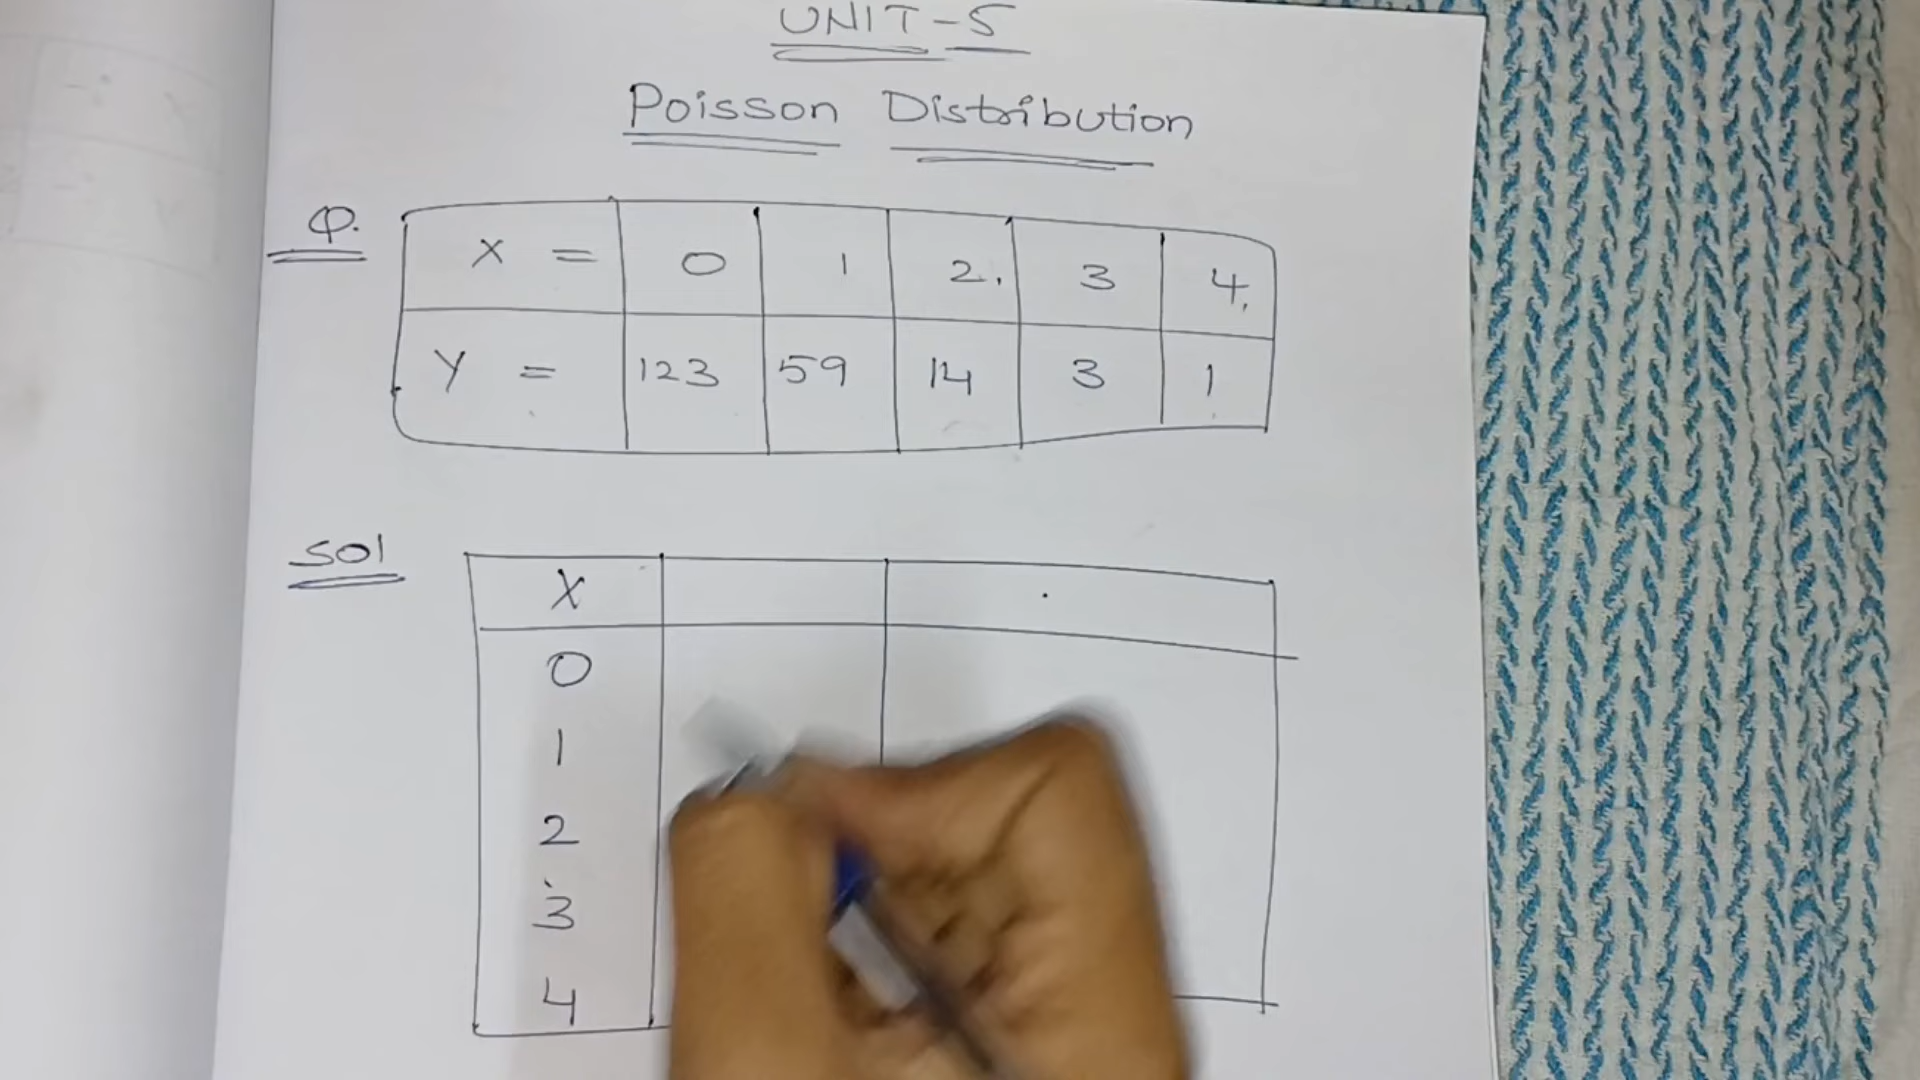 UNIT-5
Poisson Distribution
Q.
X = 0 1 2. 3 4.
Y = 123 59 14 3 1
Sol
X
0
1
2
3
4